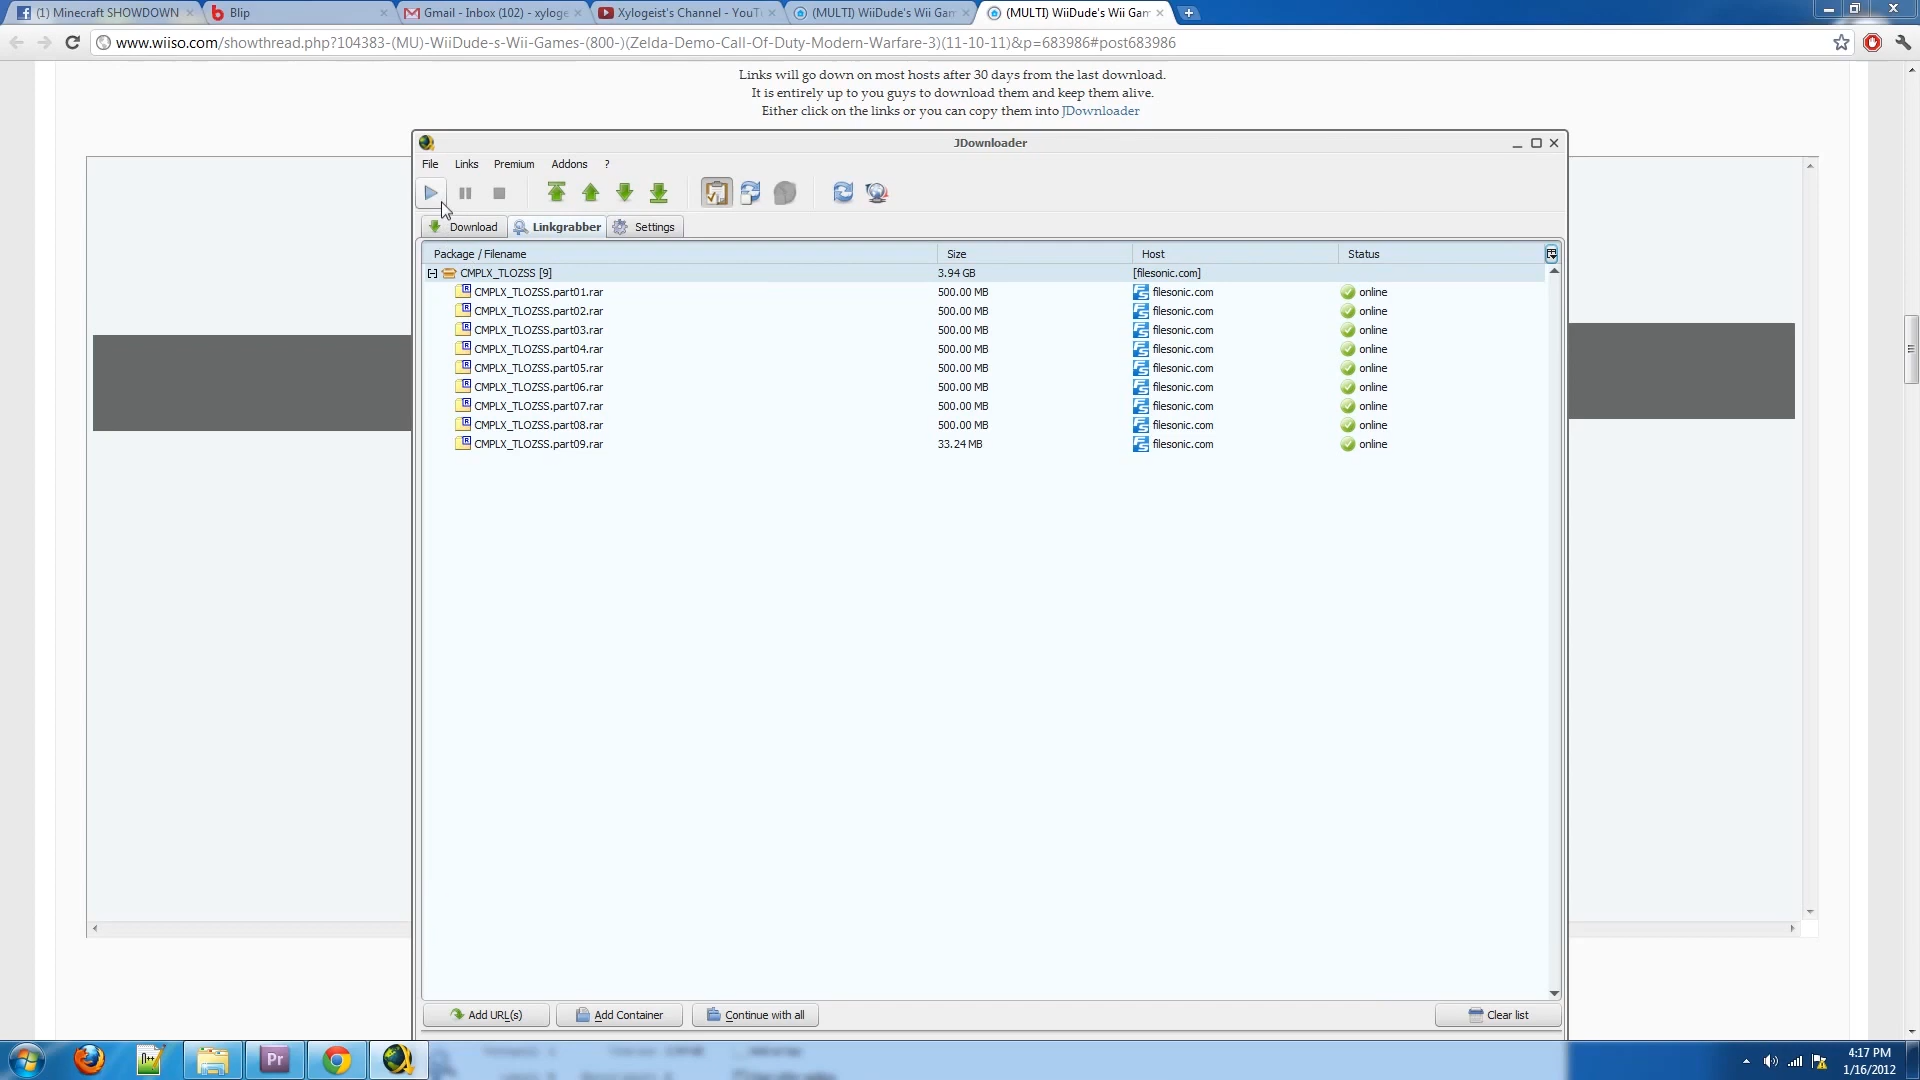 (1) Minecraft SHOWDOWN
Blip
Gmail - Inbox (102) - xyloge
Xylogeist's Channel - YouT
(MULTI) WiiDude's Wii Gam
(MULTI) WiiDude's Wii Gam
www.wiiso.com/showthread.php?104383-(MU)-WiiDude-s-Wii-Games-(800-)(Zelda-Demo-Call-Of-Duty-Modern-Warfare-3)(11-10-11)&p=683986#post683986
Links will go down on most hosts after 30 days from the last download.
It is entirely up to you guys to download them and keep them alive.
Either click on the links or you can copy them into JDownloader
JDownloader
File Links Premium Addons ?
Download Linkgrabber Settings
Package / Filename Size Host Status
CMPLX_TLOZSS [9] 3.94 GB [filesonic.com]
CMPLX_TLOZSS.part01.rar 500.00 MB filesonic.com online
CMPLX_TLOZSS.part02.rar 500.00 MB filesonic.com online
CMPLX_TLOZSS.part03.rar 500.00 MB filesonic.com online
CMPLX_TLOZSS.part04.rar 500.00 MB filesonic.com online
CMPLX_TLOZSS.part05.rar 500.00 MB filesonic.com online
CMPLX_TLOZSS.part06.rar 500.00 MB filesonic.com online
CMPLX_TLOZSS.part07.rar 500.00 MB filesonic.com online
CMPLX_TLOZSS.part08.rar 500.00 MB filesonic.com online
CMPLX_TLOZSS.part09.rar 33.24 MB filesonic.com online
Add URL(s) Add Container Continue with all Clear list
Pr
4:17 PM
1/16/2012